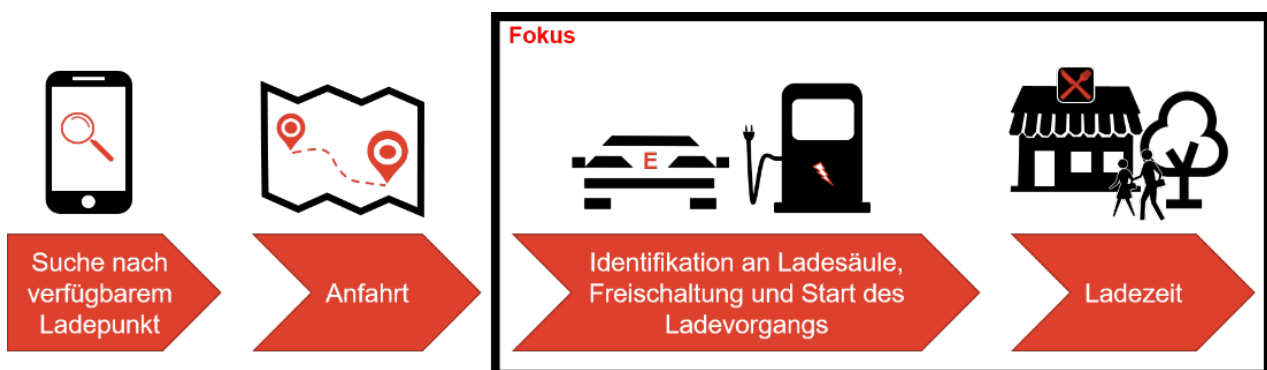 Fokus
E
Suche nach
verfügbarem
Ladepunkt
Anfahrt
Identifikation an Ladesäule,
Freischaltung und Start des
Ladevorgangs
Ladezeit